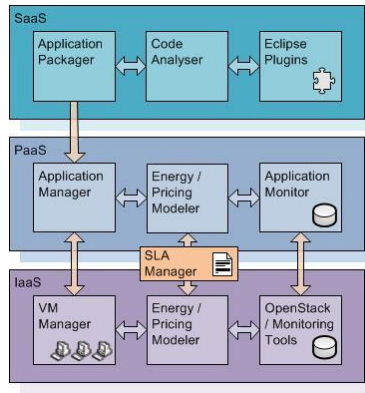 SaaS
Application
Packager
Code
Analyser
Eclipse
Plugins
PaaS
Application
Manager
Energy /
Pricing
Modeler
Application
Monitor
SLA
Manager
IaaS
VM
Manager
Energy /
Pricing
Modeler
OpenStack
/ Monitoring
Tools